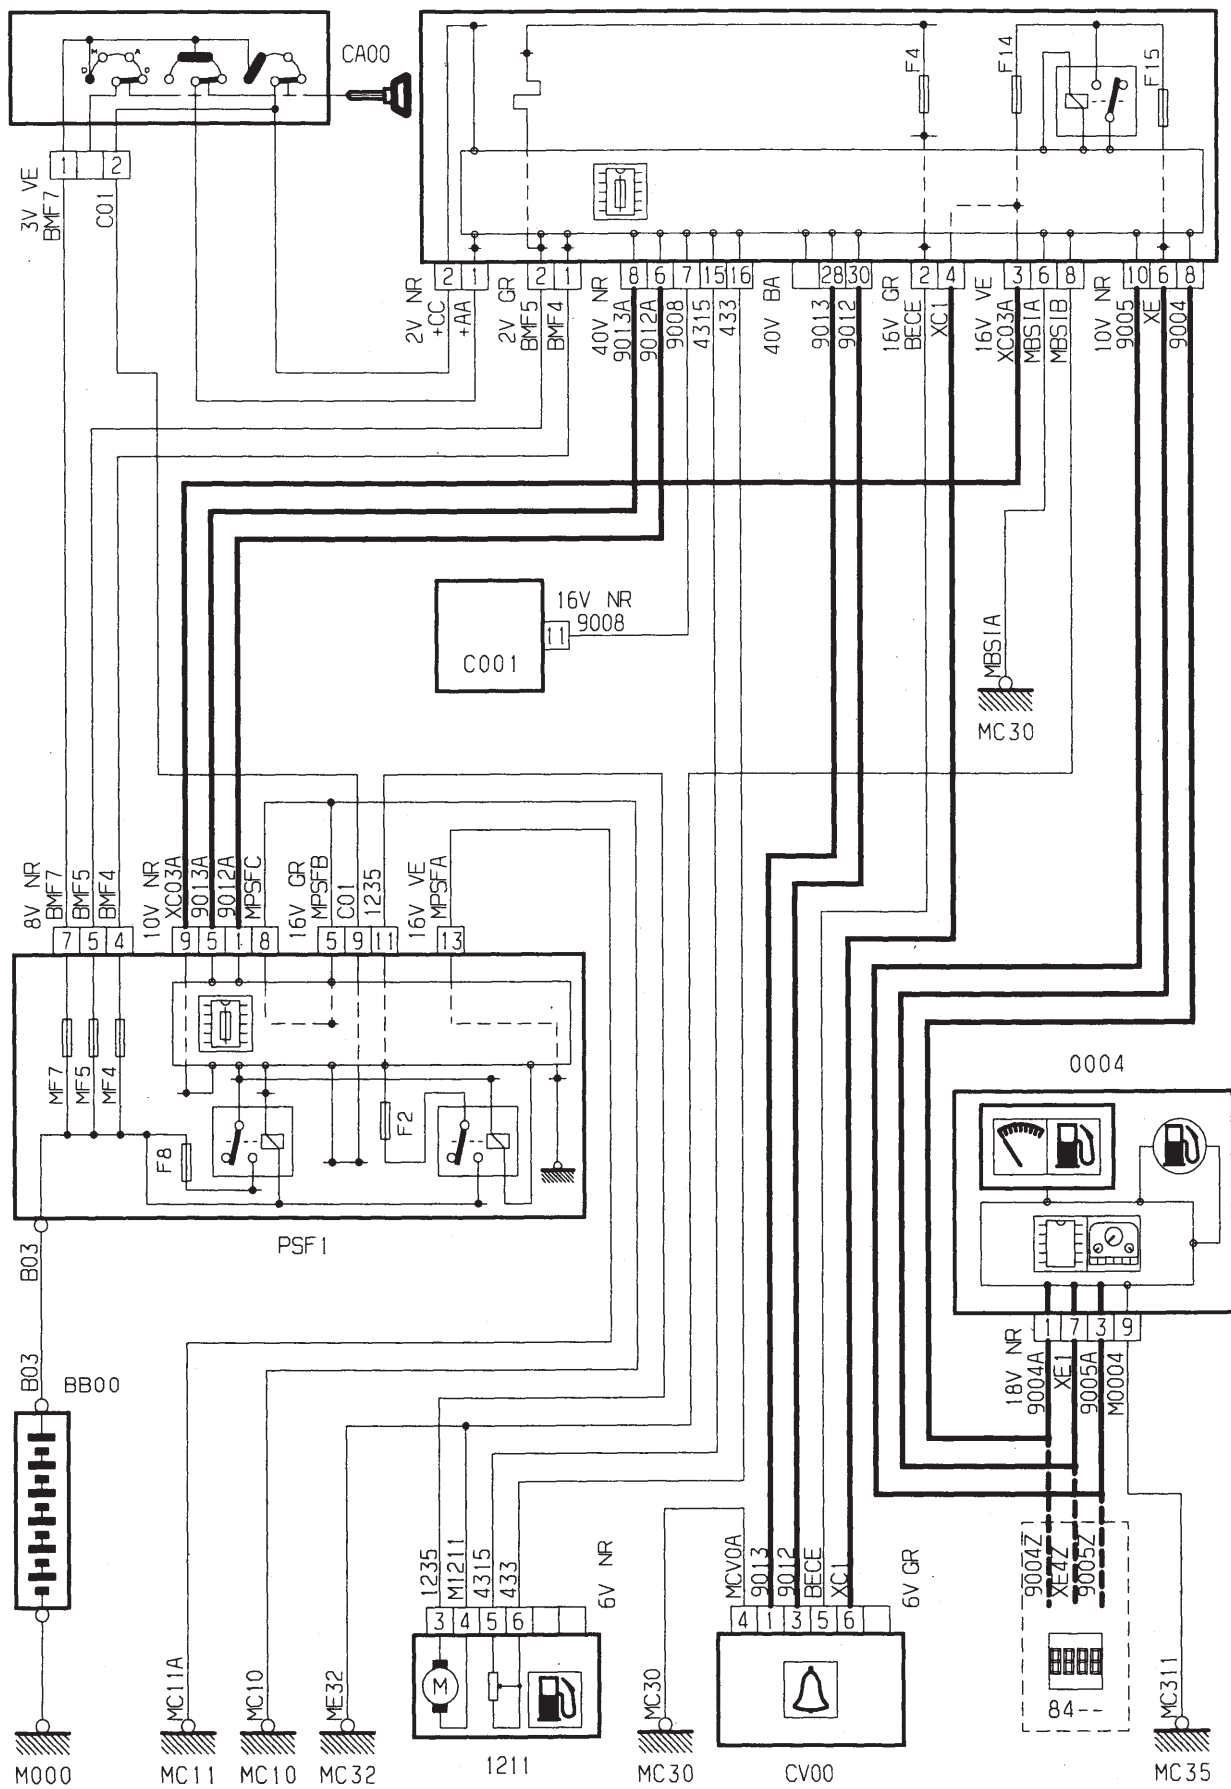 CA00
M
A
D
D
F4
F14
F15
1
2
3V VE
BMF7
C01
2
1
2
1
8
6
7
15
16
28
30
2
4
3
6
8
10
6
8
2V NR
+CC
+AA
2V GR
BMF5
BMF4
40V NR
9013A
9012A
9008
4315
433
40V BA
9013
9012
16V GR
BECE
XC1
16V VE
XC03A
MBS1A
MBS1B
10V NR
9005
XE
9004
C001
16V NR
9008
11
MBS1A
MC30
8V NR
BMF7
BMF5
BMF4
10V NR
XC03A
9013A
9012A
MPSFC
16V GR
MPSFB
C01
1235
16V VE
MPSFA
7
5
4
9
5
1
8
5
9
11
13
MF7
MF5
MF4
F8
F2
PSF1
B03
B03
BB00
0004
1
7
3
9
18V NR
9004A
XE1
9005A
M0004
9004Z
XE4Z
9005Z
84--
1235
M1211
4315
433
6V NR
3
4
5
6
M
MCV0A
9013
9012
BECE
XC1
6V GR
4
1
3
5
6
MC11A
MC10
ME32
MC30
MC311
M000
MC11
MC10
MC32
1211
MC30
CV00
MC35